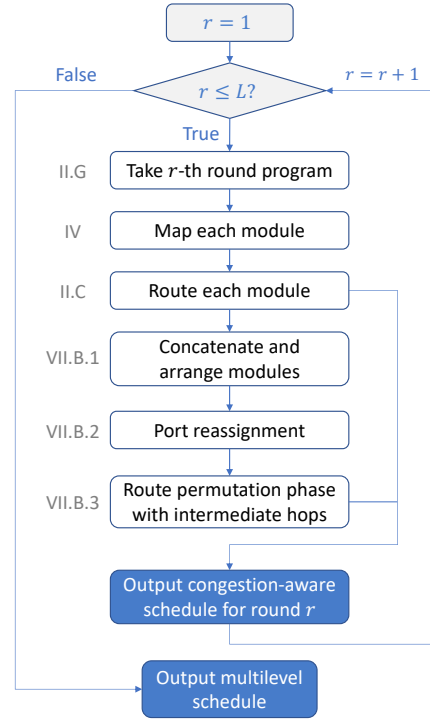 r = 1
False
r = r + 1
r ≤ L?
True
II.G
Take r-th round program
IV
Map each module
II.C
Route each module
VII.B.1
Concatenate and
arrange modules
VII.B.2
Port reassignment
VII.B.3
Route permutation phase
with intermediate hops
Output congestion-aware
schedule for round r
Output multilevel
schedule